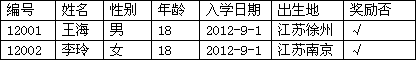 编号 姓名 性别 年龄 入学日期 出生地 奖励否
12001 王海 男 18 2012-9-1 江苏徐州 √
12002 李玲 女 18 2012-9-1 江苏南京 √